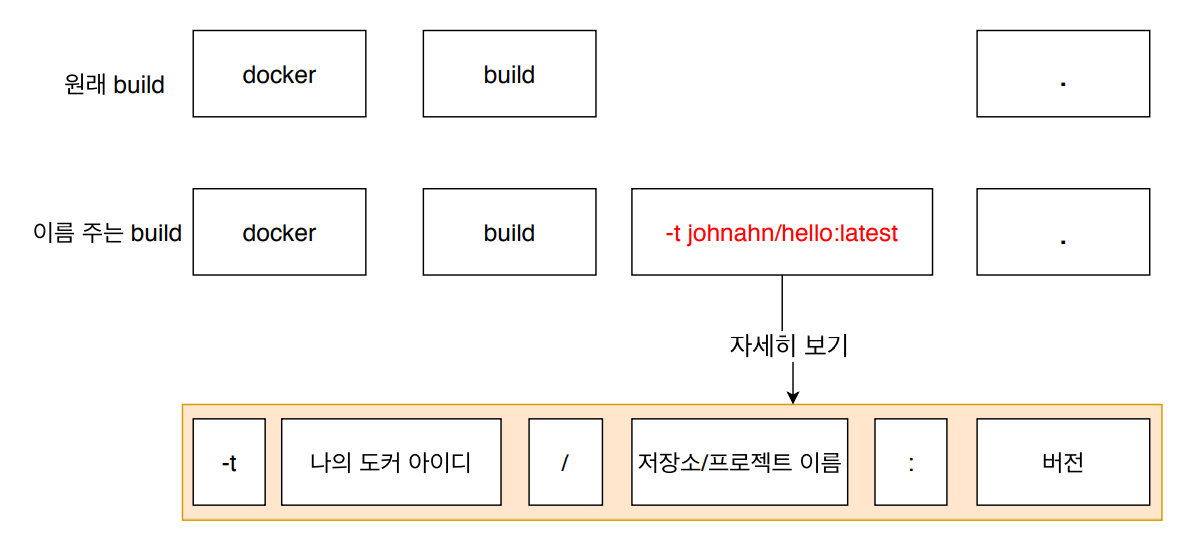 원래 build
docker
build
.
이름 주는 build
docker
build
-t johnahn/hello:latest
.
자세히 보기
-t
나의 도커 아이디
/
저장소/프로젝트 이름
:
버전